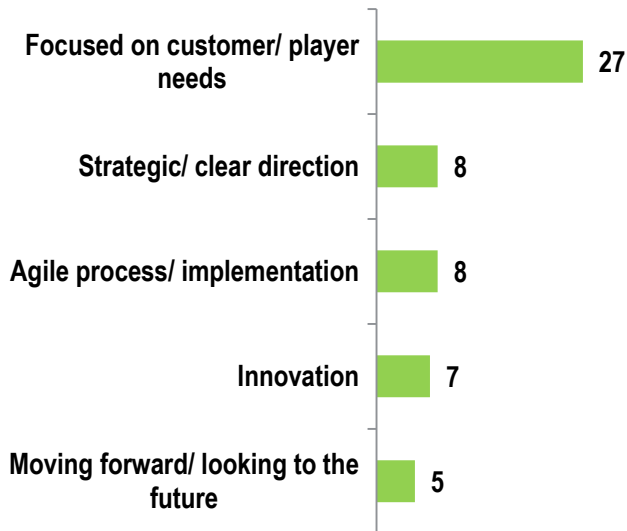 Focused on customer/ player
needs
27
Strategic/ clear direction
8
Agile process/ implementation
8
Innovation
7
Moving forward/ looking to the
future
5